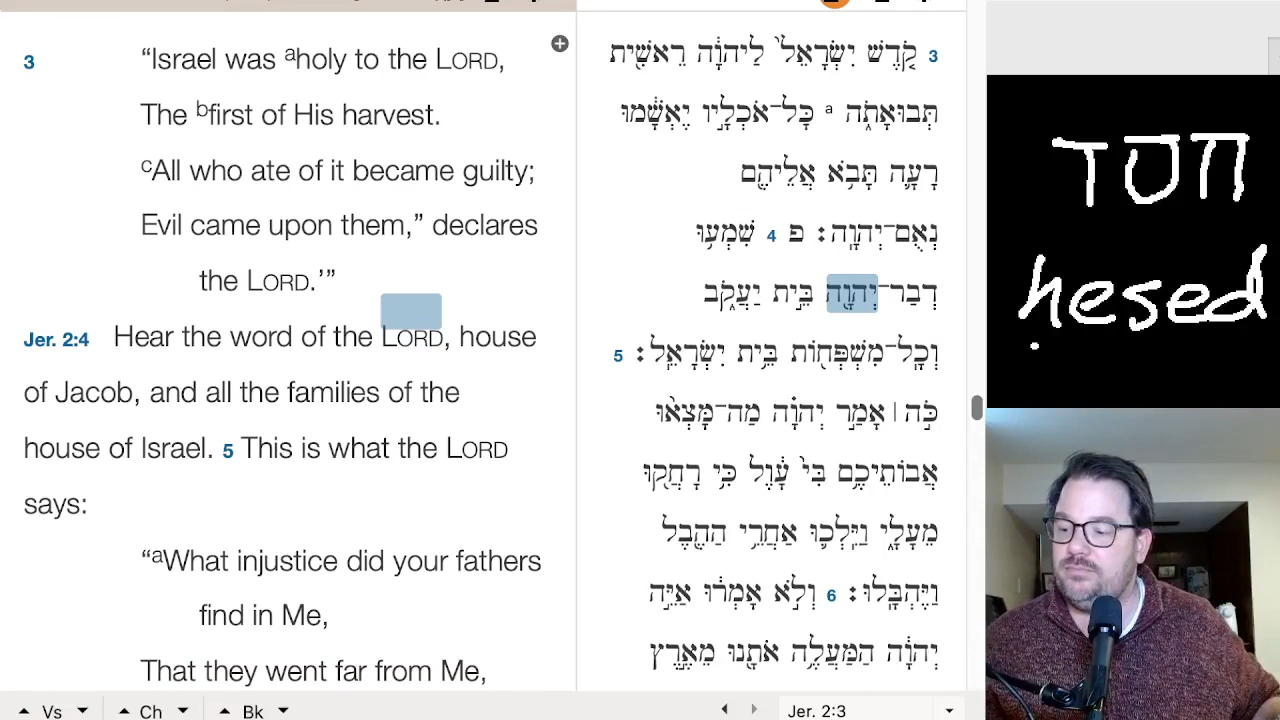 3 “Israel was ᵃholy to the LORD,
The ᵇfirst of His harvest.
ᶜAll who ate of it became guilty;
Evil came upon them,” declares
the LORD.’”
Jer. 2:4 Hear the word of the LORD, house
of Jacob, and all the families of the
house of Israel. 5 This is what the LORD
says:
“ᵃWhat injustice did your fathers
find in Me,
That they went far from Me,
3 קֹ֤דֶשׁ יִשְׂרָאֵל֙ לַיהוָ֔ה רֵאשִׁ֖ית
תְּבוּאָתֹ֑ה ᵃ כָּל־אֹכְלָ֣יו יֶאְשָׁ֔מוּ
רָעָ֛ה תָּבֹ֥א אֲלֵיהֶ֖ם
נְאֻם־יְהוָֽה׃ פ 4 שִׁמְע֥וּ
דְבַר־יְהוָ֖ה בֵּ֣ית יַעֲקֹ֑ב
וְכָֽל־מִשְׁפְּח֖וֹת בֵּ֥ית יִשְׂרָאֵֽל׃ 5
כֹּ֣ה׀ אָמַ֣ר יְהוָ֗ה מַה־מָּצְא֨וּ
אֲבוֹתֵיכֶ֥ם בִּי֙ עָ֔וֶל כִּ֥י רָחֲק֖וּ
מֵעָלָ֑י וַיֵּֽלְכ֛וּ אַחֲרֵ֥י הַהֶ֖בֶל
וַיֶּהְבָּֽלוּ׃ 6 וְלֹ֣א אָמְר֔וּ אַיֵּ֣ה
יְהוָ֔ה הַמַּעֲלֶ֥ה אֹתָ֖נוּ מֵאֶ֣רֶץ
חסד
ḥesed
Vs Ch Bk Jer. 2:3